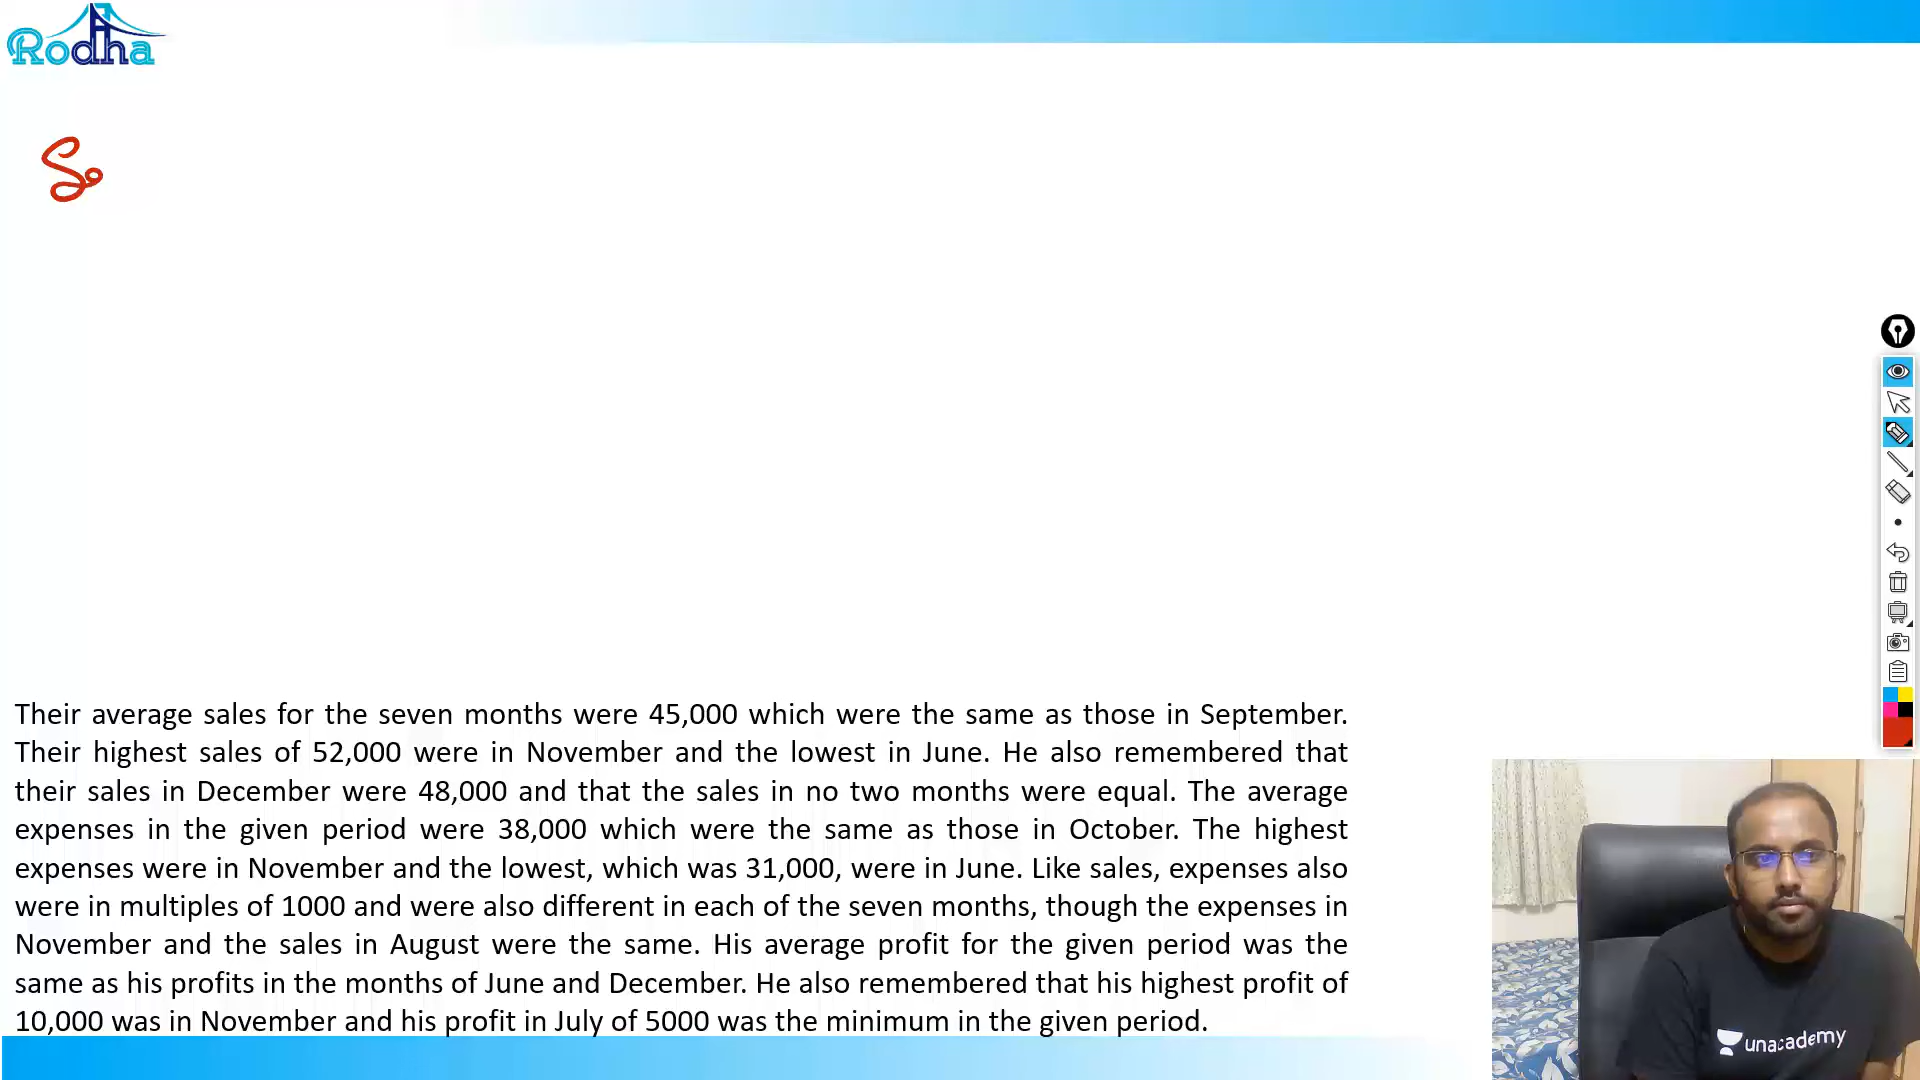 Rodha
So
Their average sales for the seven months were 45,000 which were the same as those in September.
Their highest sales of 52,000 were in November and the lowest in June. He also remembered that
their sales in December were 48,000 and that the sales in no two months were equal. The average
expenses in the given period were 38,000 which were the same as those in October. The highest
expenses were in November and the lowest, which was 31,000, were in June. Like sales, expenses also
were in multiples of 1000 and were also different in each of the seven months, though the expenses in
November and the sales in August were the same. His average profit for the given period was the
same as his profits in the months of June and December. He also remembered that his highest profit of
10,000 was in November and his profit in July of 5000 was the minimum in the given period.
unacademy